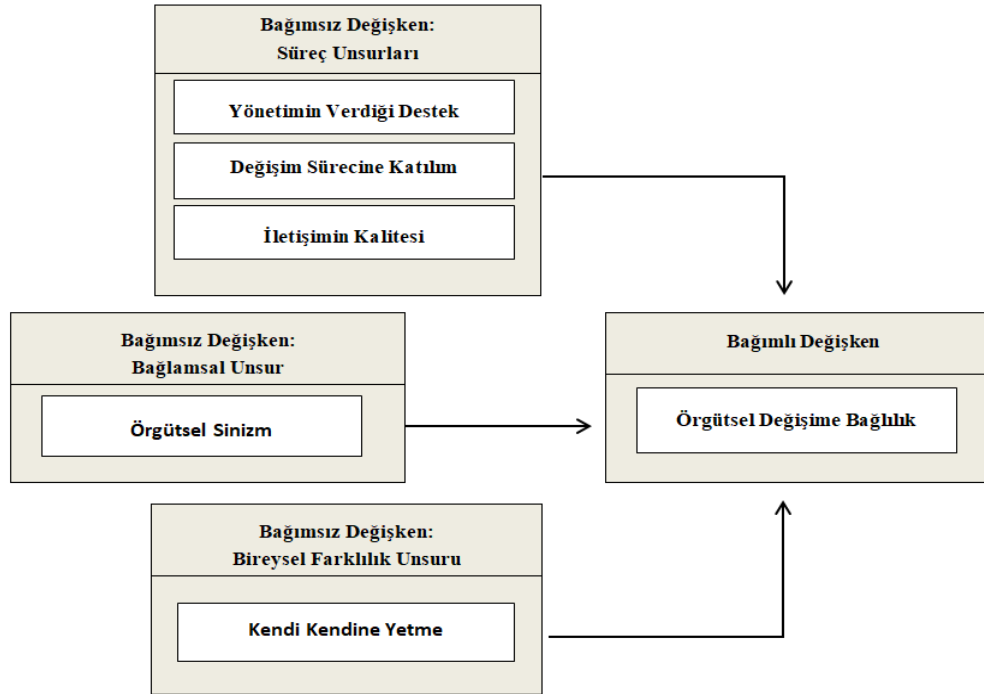 Bağımsız Değişken:
Süreç Unsurları
Yönetimin Verdiği Destek
Değişim Sürecine Katılım
İletişimin Kalitesi
Bağımsız Değişken:
Bağlamsal Unsur
Örgütsel Sinizm
Bağımlı Değişken
Örgütsel Değişime Bağlılık
Bağımsız Değişken:
Bireysel Farklılık Unsuru
Kendi Kendine Yetme